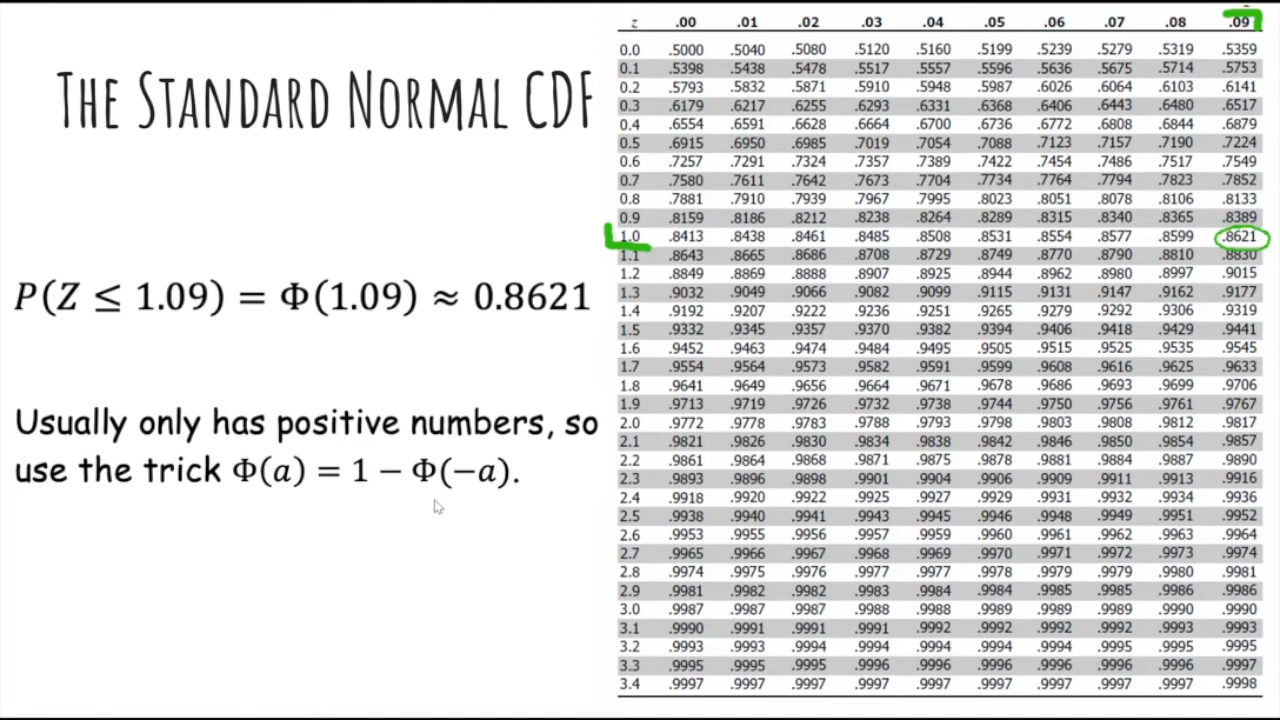 THE STANDARD NORMAL CDF
P(Z ≤ 1.09) = Φ(1.09) ≈ 0.8621
Usually only has positive numbers, so
use the trick Φ(a) = 1 − Φ(−a).
z .00 .01 .02 .03 .04 .05 .06 .07 .08 .09
0.0 .5000 .5040 .5080 .5120 .5160 .5199 .5239 .5279 .5319 .5359
0.1 .5398 .5438 .5478 .5517 .5557 .5596 .5636 .5675 .5714 .5753
0.2 .5793 .5832 .5871 .5910 .5948 .5987 .6026 .6064 .6103 .6141
0.3 .6179 .6217 .6255 .6293 .6331 .6368 .6406 .6443 .6480 .6517
0.4 .6554 .6591 .6628 .6664 .6700 .6736 .6772 .6808 .6844 .6879
0.5 .6915 .6950 .6985 .7019 .7054 .7088 .7123 .7157 .7190 .7224
0.6 .7257 .7291 .7324 .7357 .7389 .7422 .7454 .7486 .7517 .7549
0.7 .7580 .7611 .7642 .7673 .7704 .7734 .7764 .7794 .7823 .7852
0.8 .7881 .7910 .7939 .7967 .7995 .8023 .8051 .8078 .8106 .8133
0.9 .8159 .8186 .8212 .8238 .8264 .8289 .8315 .8340 .8365 .8389
1.0 .8413 .8438 .8461 .8485 .8508 .8531 .8554 .8577 .8599 .8621
1.1 .8643 .8665 .8686 .8708 .8729 .8749 .8770 .8790 .8810 .8830
1.2 .8849 .8869 .8888 .8907 .8925 .8944 .8962 .8980 .8997 .9015
1.3 .9032 .9049 .9066 .9082 .9099 .9115 .9131 .9147 .9162 .9177
1.4 .9192 .9207 .9222 .9236 .9251 .9265 .9279 .9292 .9306 .9319
1.5 .9332 .9345 .9357 .9370 .9382 .9394 .9406 .9418 .9429 .9441
1.6 .9452 .9463 .9474 .9484 .9495 .9505 .9515 .9525 .9535 .9545
1.7 .9554 .9564 .9573 .9582 .9591 .9599 .9608 .9616 .9625 .9633
1.8 .9641 .9649 .9656 .9664 .9671 .9678 .9686 .9693 .9699 .9706
1.9 .9713 .9719 .9726 .9732 .9738 .9744 .9750 .9756 .9761 .9767
2.0 .9772 .9778 .9783 .9788 .9793 .9798 .9803 .9808 .9812 .9817
2.1 .9821 .9826 .9830 .9834 .9838 .9842 .9846 .9850 .9854 .9857
2.2 .9861 .9864 .9868 .9871 .9875 .9878 .9881 .9884 .9887 .9890
2.3 .9893 .9896 .9898 .9901 .9904 .9906 .9909 .9911 .9913 .9916
2.4 .9918 .9920 .9922 .9925 .9927 .9929 .9931 .9932 .9934 .9936
2.5 .9938 .9940 .9941 .9943 .9945 .9946 .9948 .9949 .9951 .9952
2.6 .9953 .9955 .9956 .9957 .9959 .9960 .9961 .9962 .9963 .9964
2.7 .9965 .9966 .9967 .9968 .9969 .9970 .9971 .9972 .9973 .9974
2.8 .9974 .9975 .9976 .9977 .9977 .9978 .9979 .9979 .9980 .9981
2.9 .9981 .9982 .9982 .9983 .9984 .9984 .9985 .9985 .9986 .9986
3.0 .9987 .9987 .9987 .9988 .9988 .9989 .9989 .9989 .9990 .9990
3.1 .9990 .9991 .9991 .9991 .9992 .9992 .9992 .9992 .9993 .9993
3.2 .9993 .9993 .9994 .9994 .9994 .9994 .9994 .9995 .9995 .9995
3.3 .9995 .9995 .9995 .9996 .9996 .9996 .9996 .9996 .9996 .9997
3.4 .9997 .9997 .9997 .9997 .9997 .9997 .9997 .9997 .9997 .9998